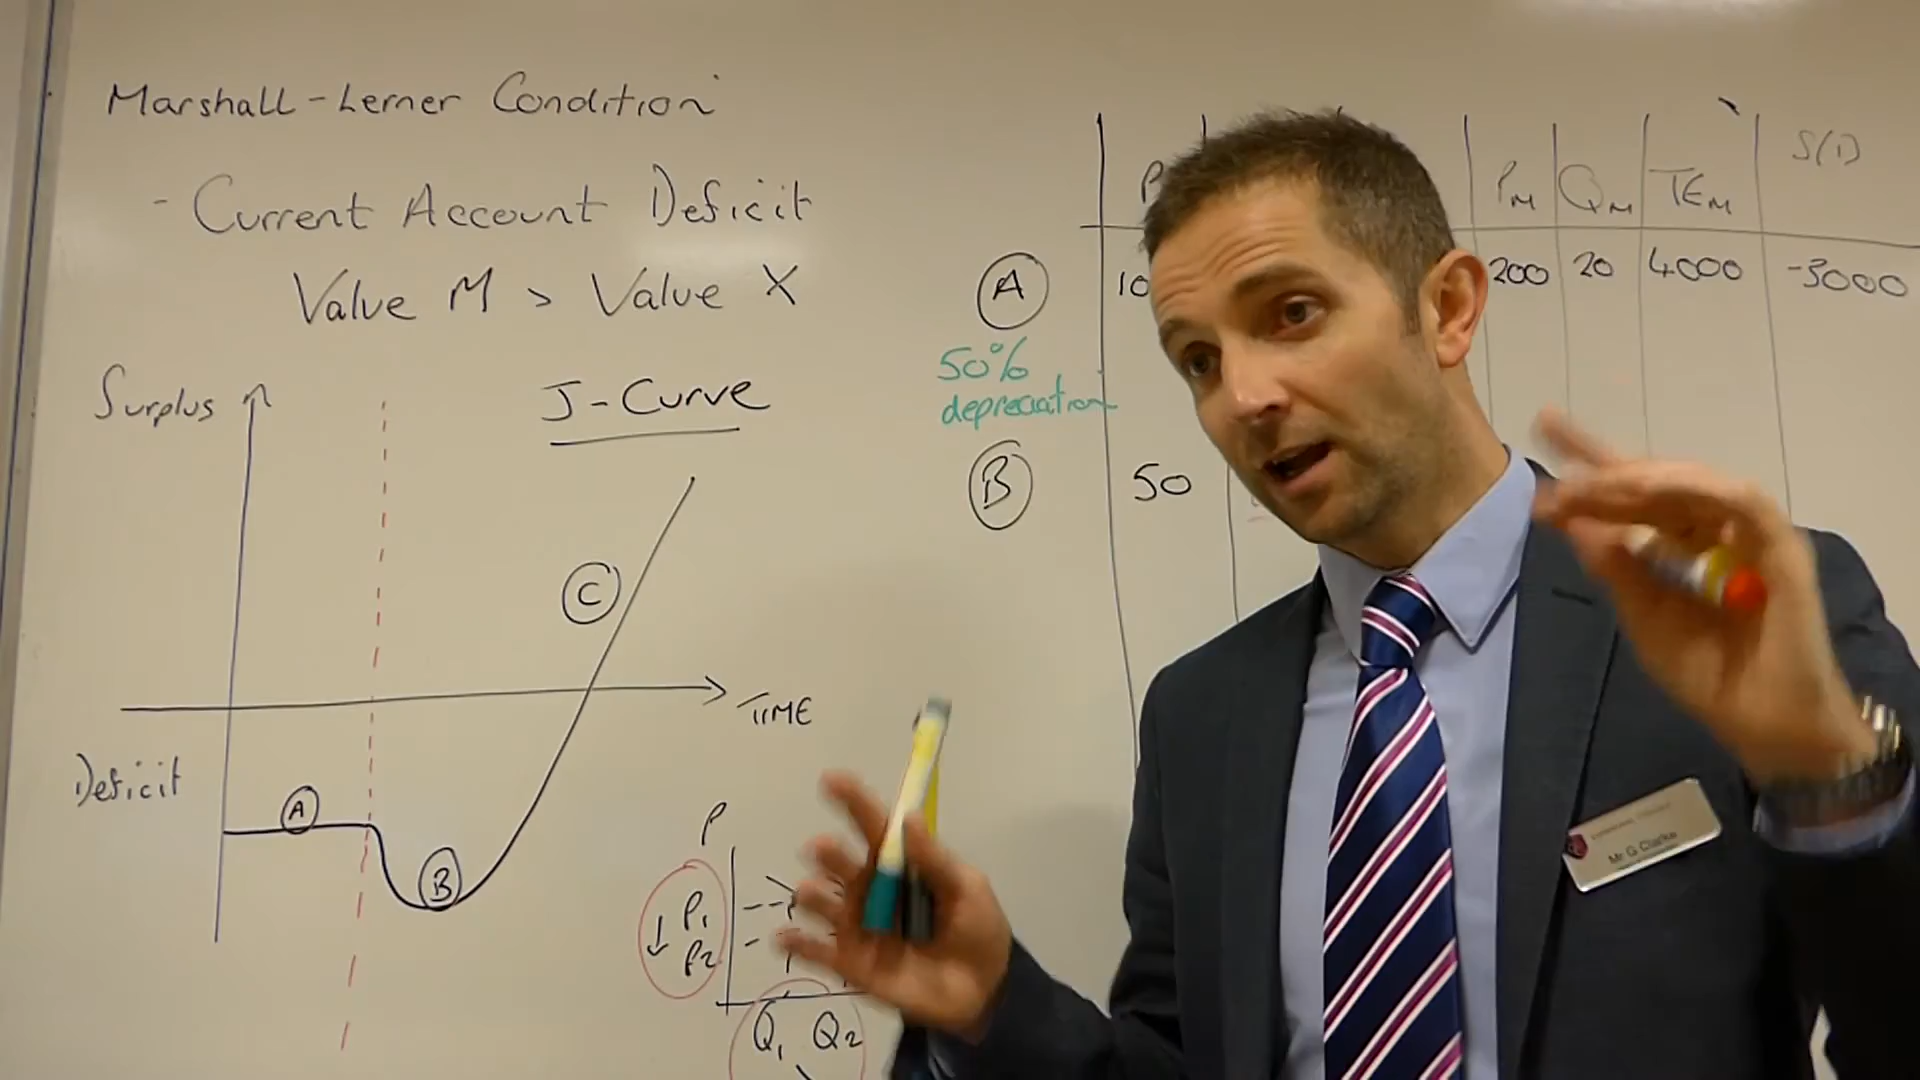 Marshall-Lerner Condition
- Current Account Deficit
Value M > Value X
J-Curve
Surplus
TIME
Deficit
A
B
C
P
↓ P1
P2
Q1 Q2
P
PM QM TEM S(D)
A 10 200 20 4000 -3000
50%
depreciation
B 50
Mr G Clarke